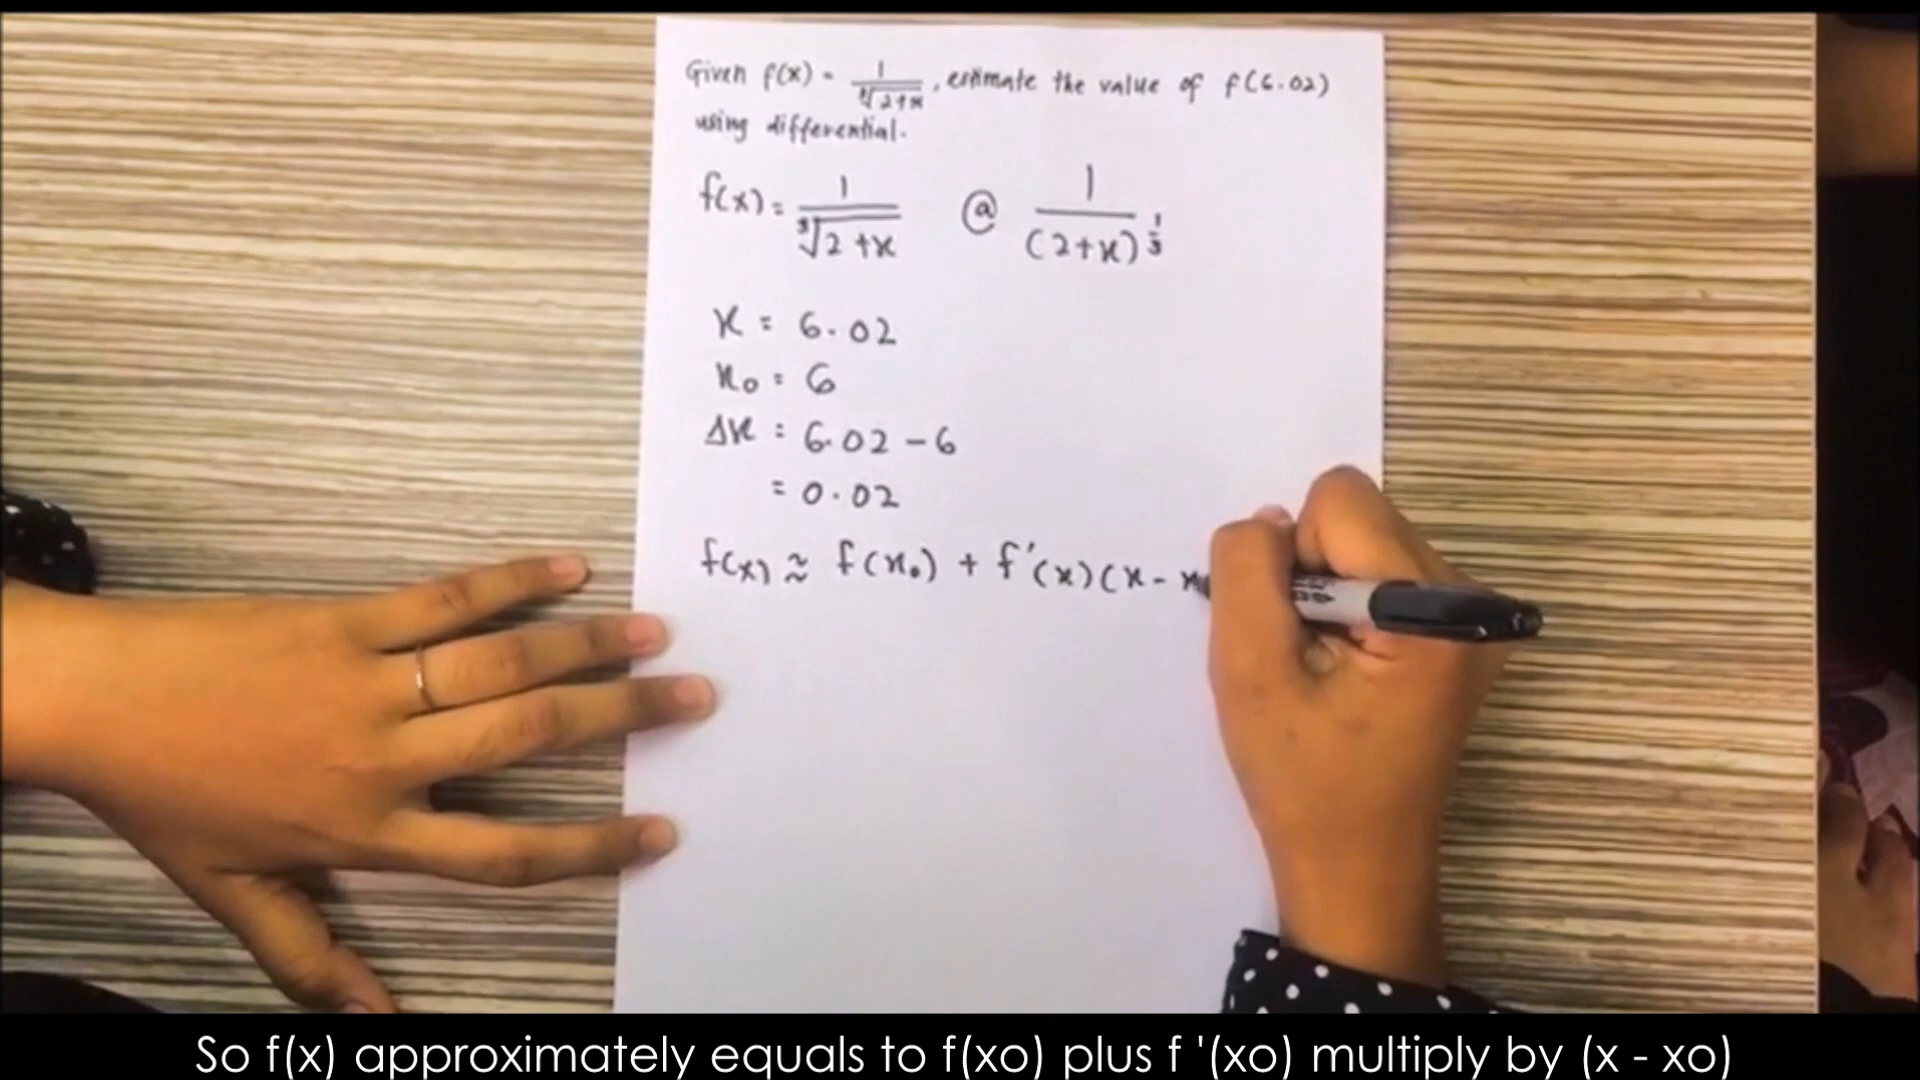 Given f(x) = 1/∛2+x, estimate the value of f(6.02)
using differential.
f(x) = 1/∛2+x @ 1/(2+x)^1/3
x = 6.02
x₀ = 6
Δx = 6.02 - 6
= 0.02
f(x) ≈ f(x₀) + f'(x)(x - x
So f(x) approximately equals to f(xo) plus f '(xo) multiply by (x - xo)